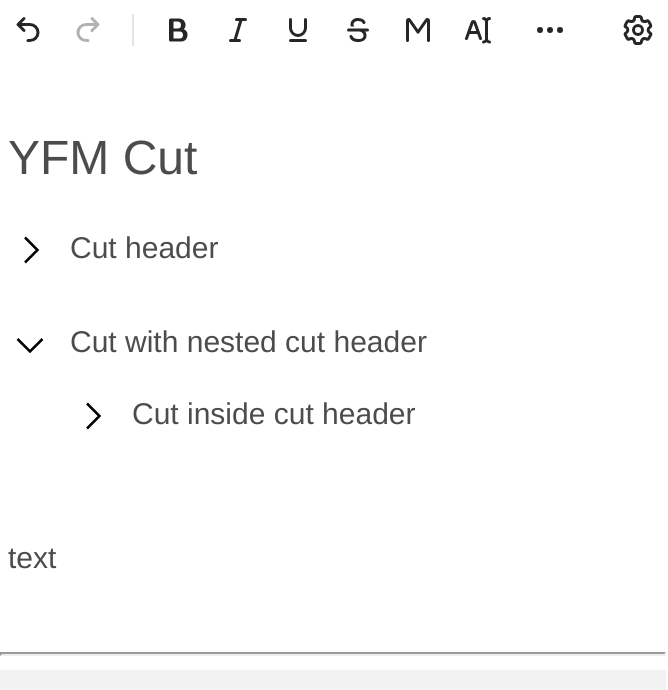 B I U S M AI
YFM Cut
Cut header
Cut with nested cut header
Cut inside cut header
text